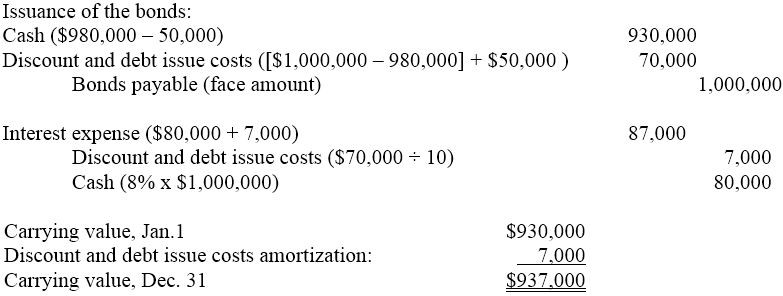 Issuance of the bonds:
Cash ($980,000 – 50,000) 930,000
Discount and debt issue costs ([$1,000,000 – 980,000] + $50,000 ) 70,000
Bonds payable (face amount) 1,000,000
Interest expense ($80,000 + 7,000) 87,000
Discount and debt issue costs ($70,000 ÷ 10) 7,000
Cash (8% x $1,000,000) 80,000
Carrying value, Jan.1 $930,000
Discount and debt issue costs amortization: 7,000
Carrying value, Dec. 31 $937,000